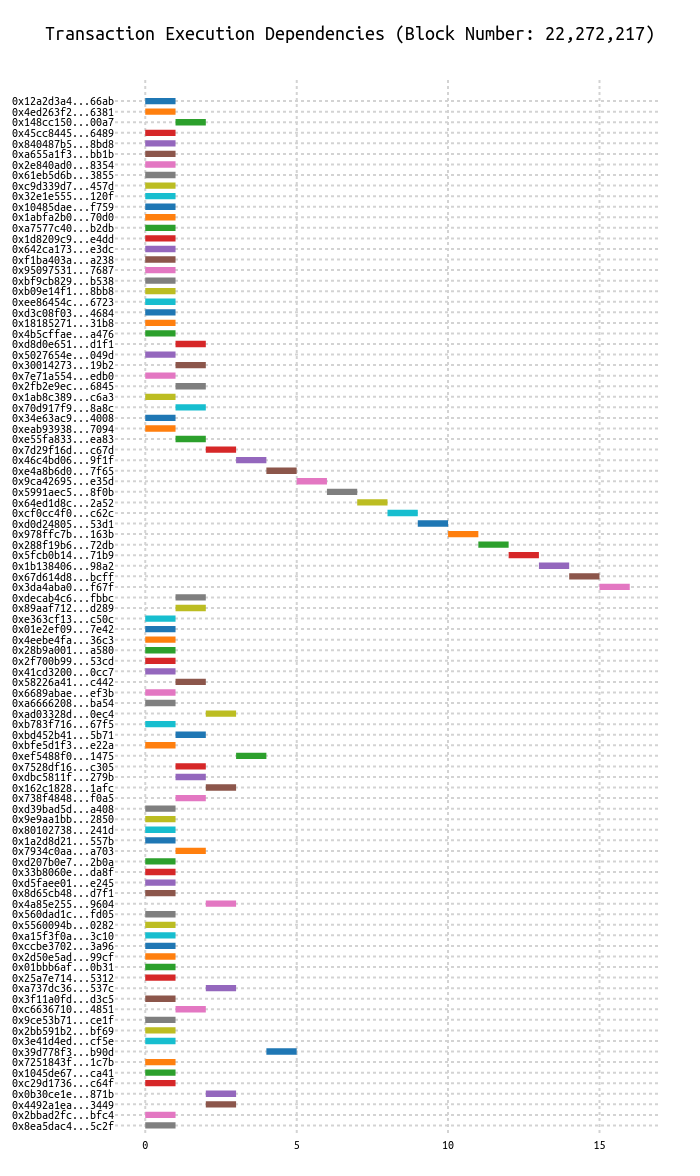 Transaction Execution Dependencies (Block Number: 22,272,217)
0x12a2d3a4...66ab
0x4ed263f2...6381
0x148cc150...00a7
0x45cc8445...6489
0x840487b5...8bd8
0xa655a1f3...bb1b
0x2e840ad0...8354
0x61eb5d6b...3855
0xc9d339d7...457d
0x32e1e555...120f
0x10485dae...f759
0x1abfa2b0...70d0
0xa7577c40...b2db
0x1d8209c9...e4dd
0x642ca173...e3dc
0xf1ba403a...a238
0x95097531...7687
0xbf9cb829...b538
0xb09e14f1...8bb8
0xee86454c...6723
0xd3c08f03...4684
0x18185271...31b8
0x4b5cffae...a476
0xd8d0e651...d1f1
0x5027654e...049d
0x30014273...19b2
0x7e71a554...edb0
0x2fb2e9ec...6845
0x1ab8c389...c6a3
0x70d917f9...8a8c
0x34e63ac9...4008
0xeab93938...7094
0xe55fa833...ea83
0x7d29f16d...c67d
0x46c4bd06...9f1f
0xe4a8b6d0...7f65
0x9ca42695...e35d
0x5991aec5...8f0b
0x64ed1d8c...2a52
0xcf0cc4f0...c62c
0xd0d24805...53d1
0x978ffc7b...163b
0x288f19b6...72db
0x5fcb0b14...71b9
0x1b138406...98a2
0x67d614d8...bcff
0x3da4aba0...f67f
0xdecab4c6...fbbc
0x89aaf712...d289
0xe363cf13...c50c
0x01e2ef09...7e42
0x4eebe4fa...36c3
0x28b9a001...a580
0x2f700b99...53cd
0x41cd3200...0cc7
0x58226a41...c442
0x6689abae...ef3b
0xa6666208...ba54
0xad03328d...0ec4
0xb783f716...67f5
0xbd452b41...5b71
0xbfe5d1f3...e22a
0xef5488f0...1475
0x7528df16...c305
0xdbc5811f...279b
0x162c1828...1afc
0x738f4848...f0a5
0xd39bad5d...a408
0x9e9aa1bb...2850
0x80102738...241d
0x1a2d8d21...557b
0x7934c0aa...a703
0xd207b0e7...2b0a
0x33b8060e...da8f
0xd5faee01...e245
0x8d65cb48...d7f1
0x4a85e255...9604
0x560dad1c...fd05
0x5560094b...0282
0xa15f3f0a...3c10
0xccbe3702...3a96
0x2d50e5ad...99cf
0x01bbb6af...0b31
0x25a7e714...5312
0xa737dc36...537c
0x3f11a0fd...d3c5
0xc6636710...4851
0x9ce53b71...ce1f
0x2bb591b2...bf69
0x3e41d4ed...cf5e
0x39d778f3...b90d
0x7251843f...1c7b
0x1045de67...ca41
0xc29d1736...c64f
0x0b30ce1e...871b
0x4492a1ea...3449
0x2bbad2fc...bfc4
0x8ea5dac4...5c2f
0 5 10 15